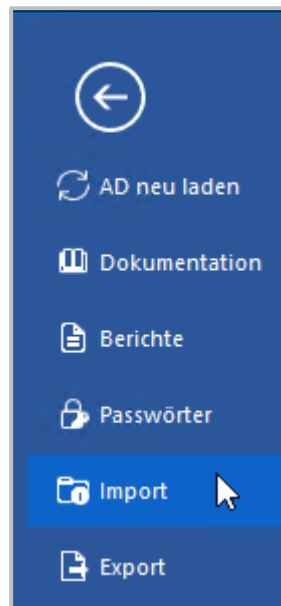 AD neu laden
Dokumentation
Berichte
Passwörter
Import
Export